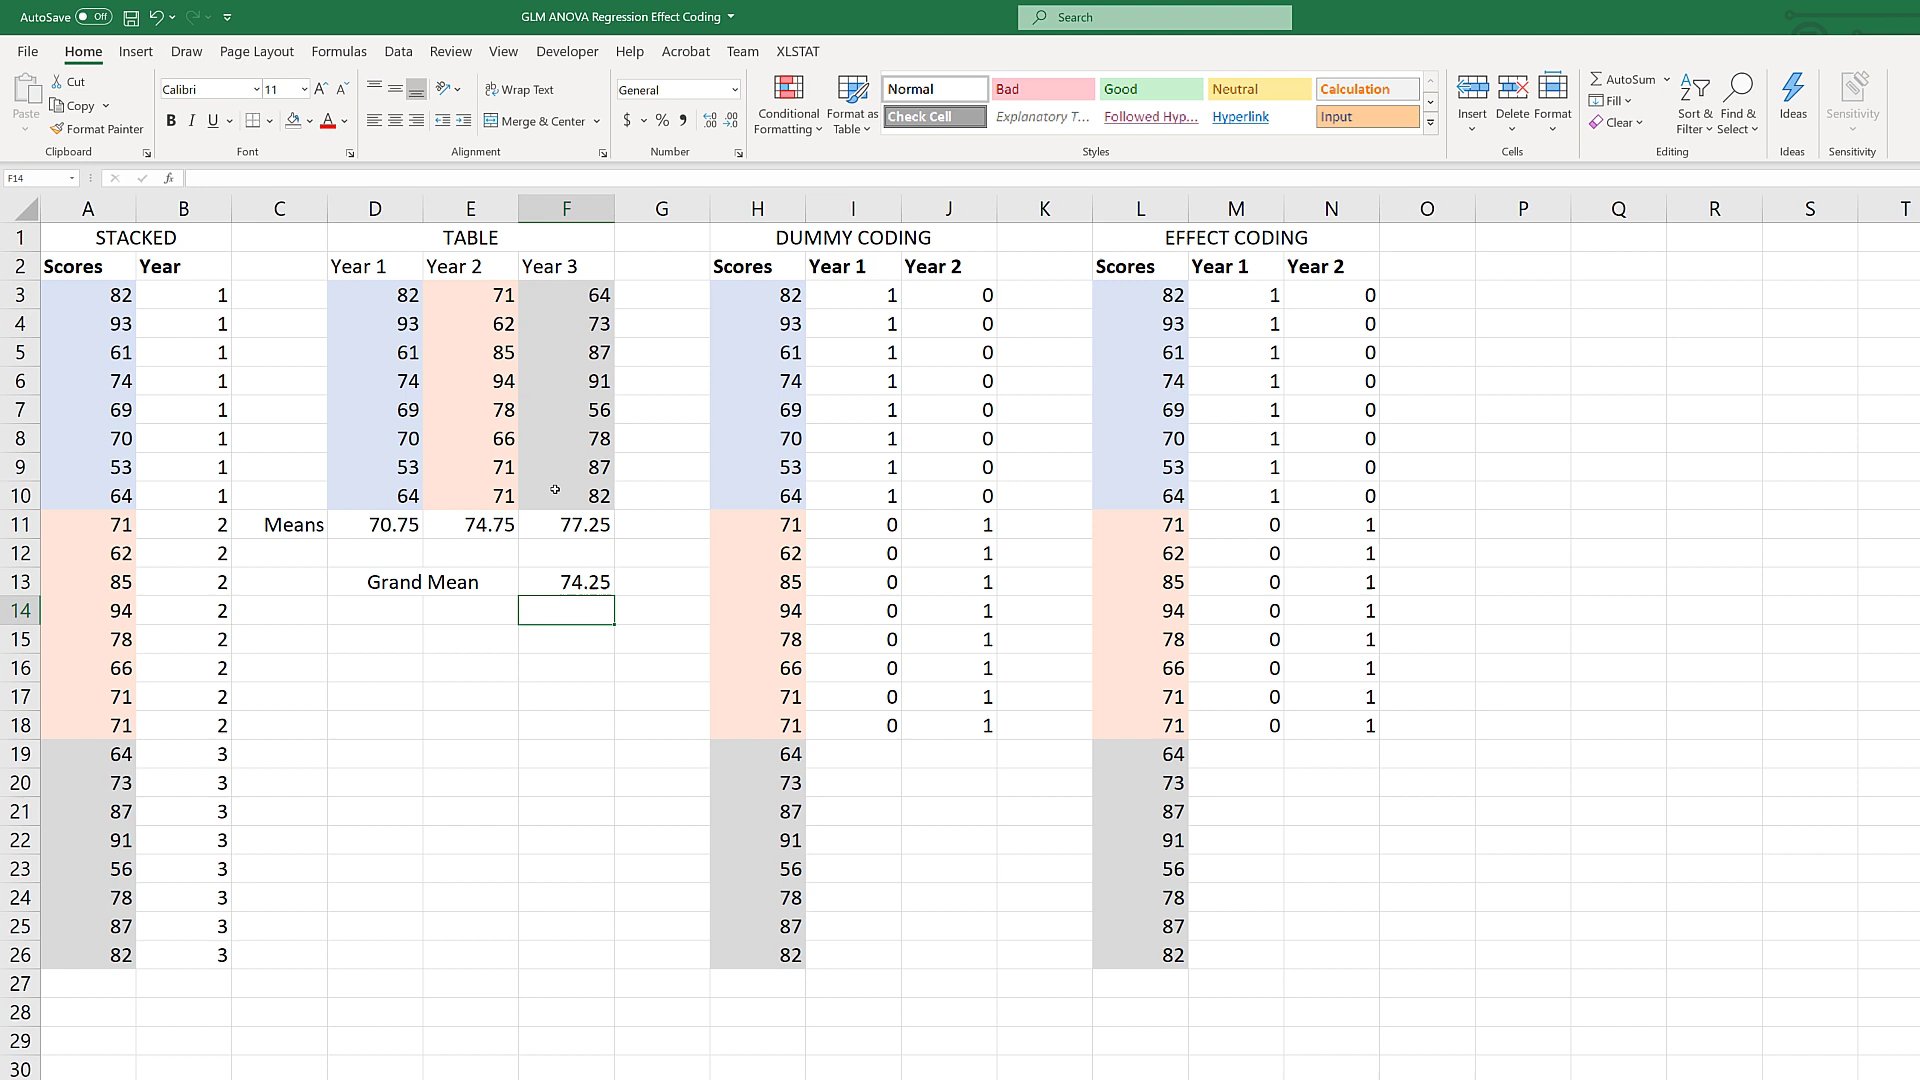 AutoSave Off GLM ANOVA Regression Effect Coding Search
File Home Insert Draw Page Layout Formulas Data Review View Developer Help Acrobat Team XLSTAT
Paste Cut Copy Format Painter Clipboard
Calibri 11 B I U Font
Wrap Text Merge & Center Alignment
General $ % Number
Conditional Formatting Format as Table
Normal Bad Good Neutral Calculation
Check Cell Explanatory T... Followed Hyp... Hyperlink Input
Styles
Insert Delete Format Cells
AutoSum Fill Clear Sort & Filter Find & Select Editing
Ideas Ideas
Sensitivity Sensitivity
F14 fx
A B C D E F G H I J K L M N O P Q R S T
1 STACKED TABLE DUMMY CODING EFFECT CODING
2 Scores Year Year 1 Year 2 Year 3 Scores Year 1 Year 2 Scores Year 1 Year 2
3 82 1 82 71 64 82 1 0 82 1 0
4 93 1 93 62 73 93 1 0 93 1 0
5 61 1 61 85 87 61 1 0 61 1 0
6 74 1 74 94 91 74 1 0 74 1 0
7 69 1 69 78 56 69 1 0 69 1 0
8 70 1 70 66 78 70 1 0 70 1 0
9 53 1 53 71 87 53 1 0 53 1 0
10 64 1 64 71 82 64 1 0 64 1 0
11 71 2 Means 70.75 74.75 77.25 71 0 1 71 0 1
12 62 2 62 0 1 62 0 1
13 85 2 Grand Mean 74.25 85 0 1 85 0 1
14 94 2 94 0 1 94 0 1
15 78 2 78 0 1 78 0 1
16 66 2 66 0 1 66 0 1
17 71 2 71 0 1 71 0 1
18 71 2 71 0 1 71 0 1
19 64 3 64 64
20 73 3 73 73
21 87 3 87 87
22 91 3 91 91
23 56 3 56 56
24 78 3 78 78
25 87 3 87 87
26 82 3 82 82
27
28
29
30